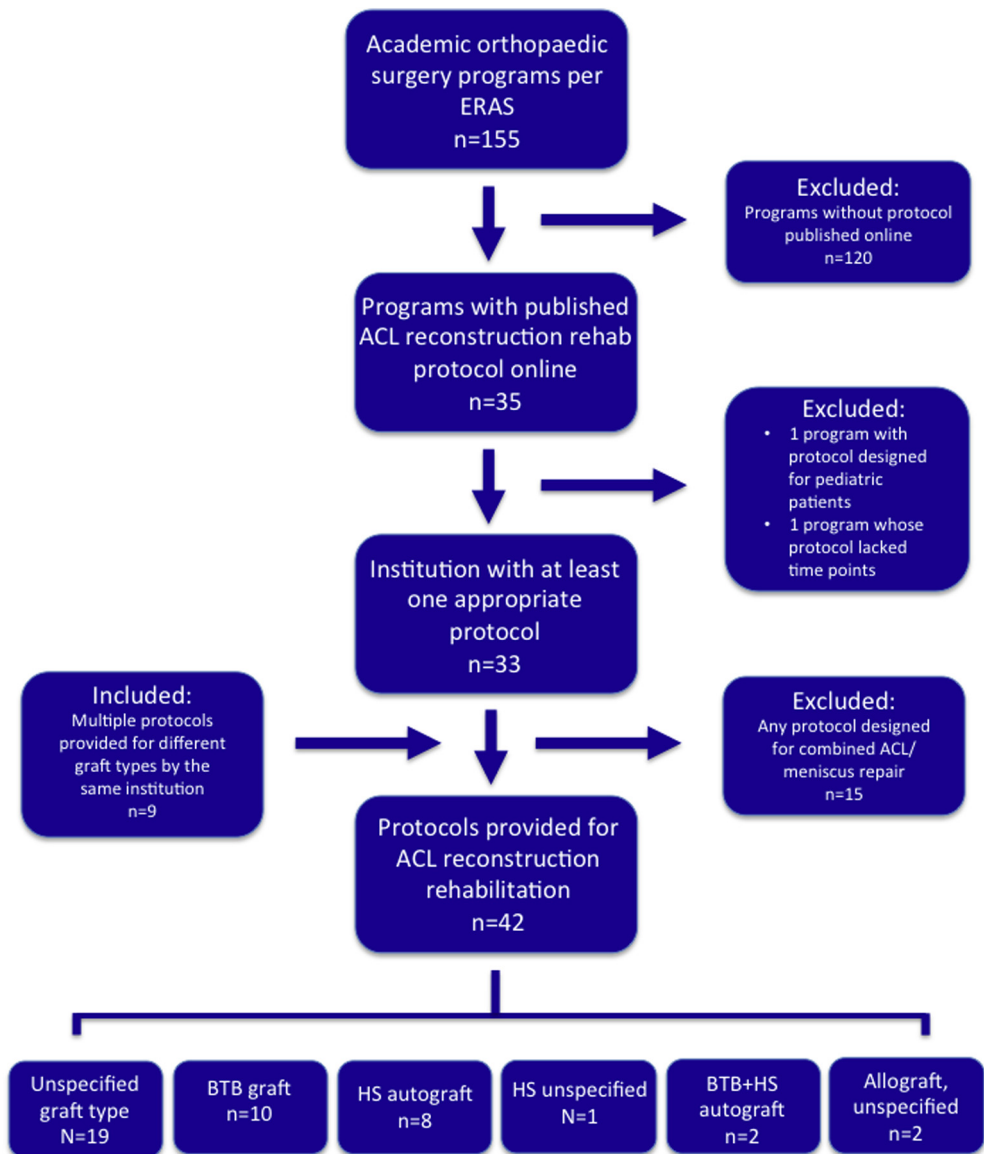 Academic orthopaedic
surgery programs per
ERAS
n=155
Excluded:
Programs without protocol
published online
n=120
Programs with published
ACL reconstruction rehab
protocol online
n=35
Excluded:
• 1 program with
protocol designed
for pediatric
patients
• 1 program whose
protocol lacked
time points
Institution with at least
one appropriate
protocol
n=33
Included:
Multiple protocols
provided for different
graft types by the
same institution
n=9
Excluded:
Any protocol designed
for combined ACL/
meniscus repair
n=15
Protocols provided for
ACL reconstruction
rehabilitation
n=42
Unspecified
graft type
N=19
BTB graft
n=10
HS autograft
n=8
HS unspecified
N=1
BTB+HS
autograft
n=2
Allograft,
unspecified
n=2